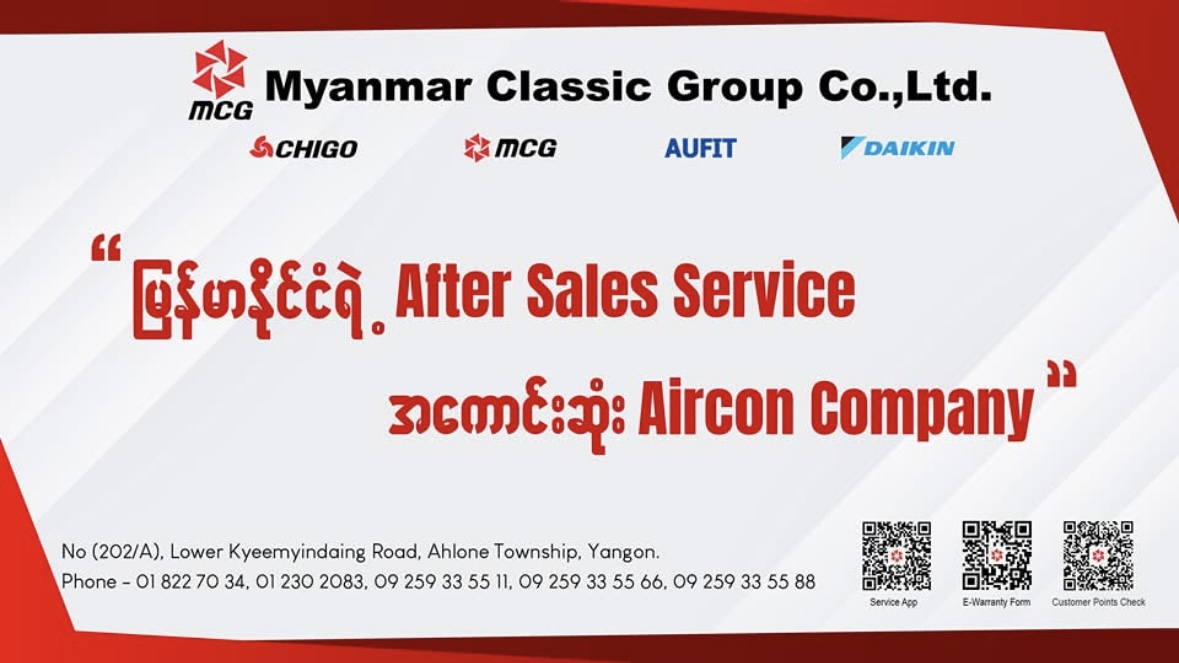 MCG Myanmar Classic Group Co.,Ltd.
CHIGO MCG AUFIT DAIKIN
“မြန်မာနိုင်ငံရဲ့ After Sales Service
အကောင်းဆုံး Aircon Company”
No (202/A), Lower Kyeemyindaing Road, Ahlone Township, Yangon.
Phone - 01 822 70 34, 01 230 2083, 09 259 33 55 11, 09 259 33 55 66, 09 259 33 55 88
Service App E-Warranty Form Customer Points Check